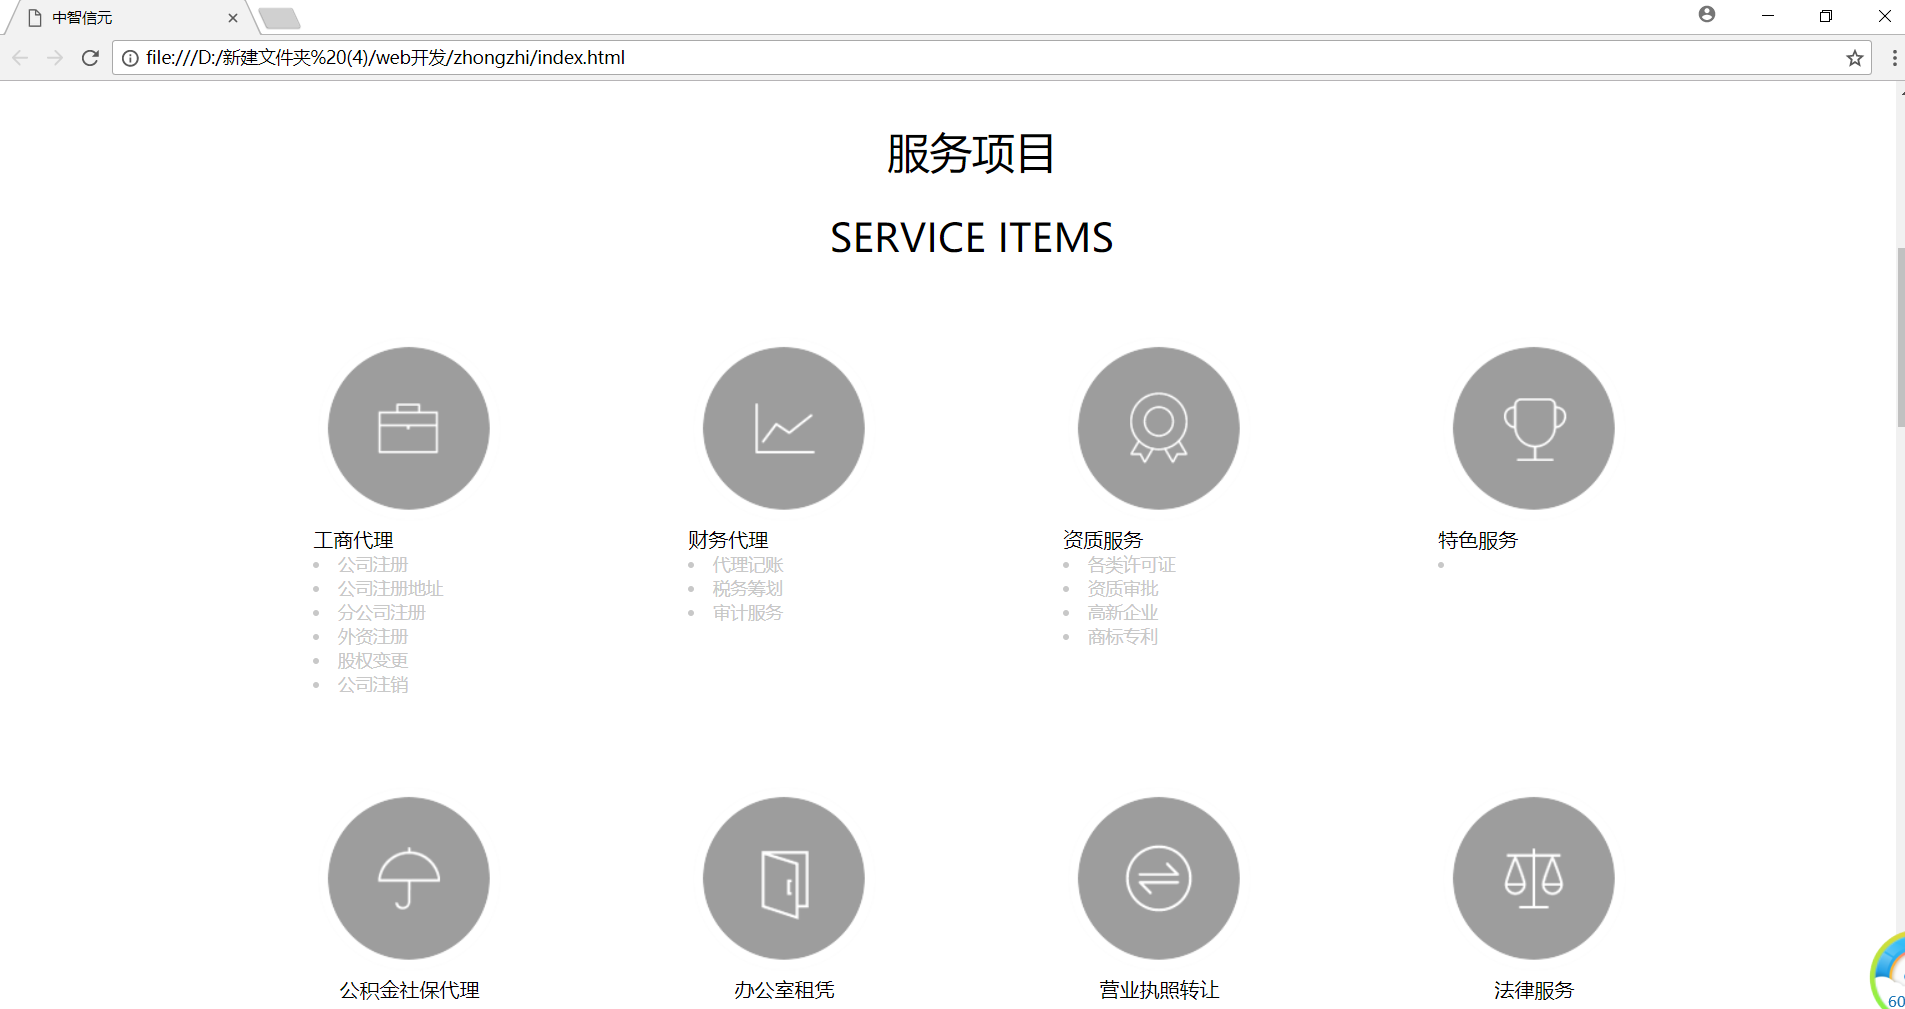 中智信元
file:///D:/新建文件夹%20(4)/web开发/zhongzhi/index.html
服务项目
SERVICE ITEMS
工商代理
公司注册
公司注册地址
分公司注册
外资注册
股权变更
公司注销
财务代理
代理记账
税务筹划
审计服务
资质服务
各类许可证
资质审批
高新企业
商标专利
特色服务
公积金社保代理
办公室租凭
营业执照转让
法律服务
60